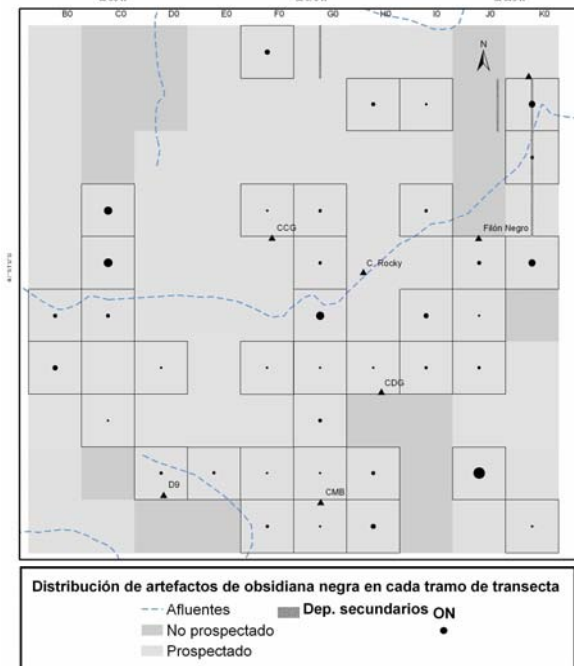 B0 C0 D0 E0 F0 G0 H0 I0 J0 K0
N
CCG
Filón Negro
C. Rocky
CDG
D9
CMB
Distribución de artefactos de obsidiana negra en cada tramo de transecta
Afluentes
Dep. secundarios ON
No prospectado
Prospectado